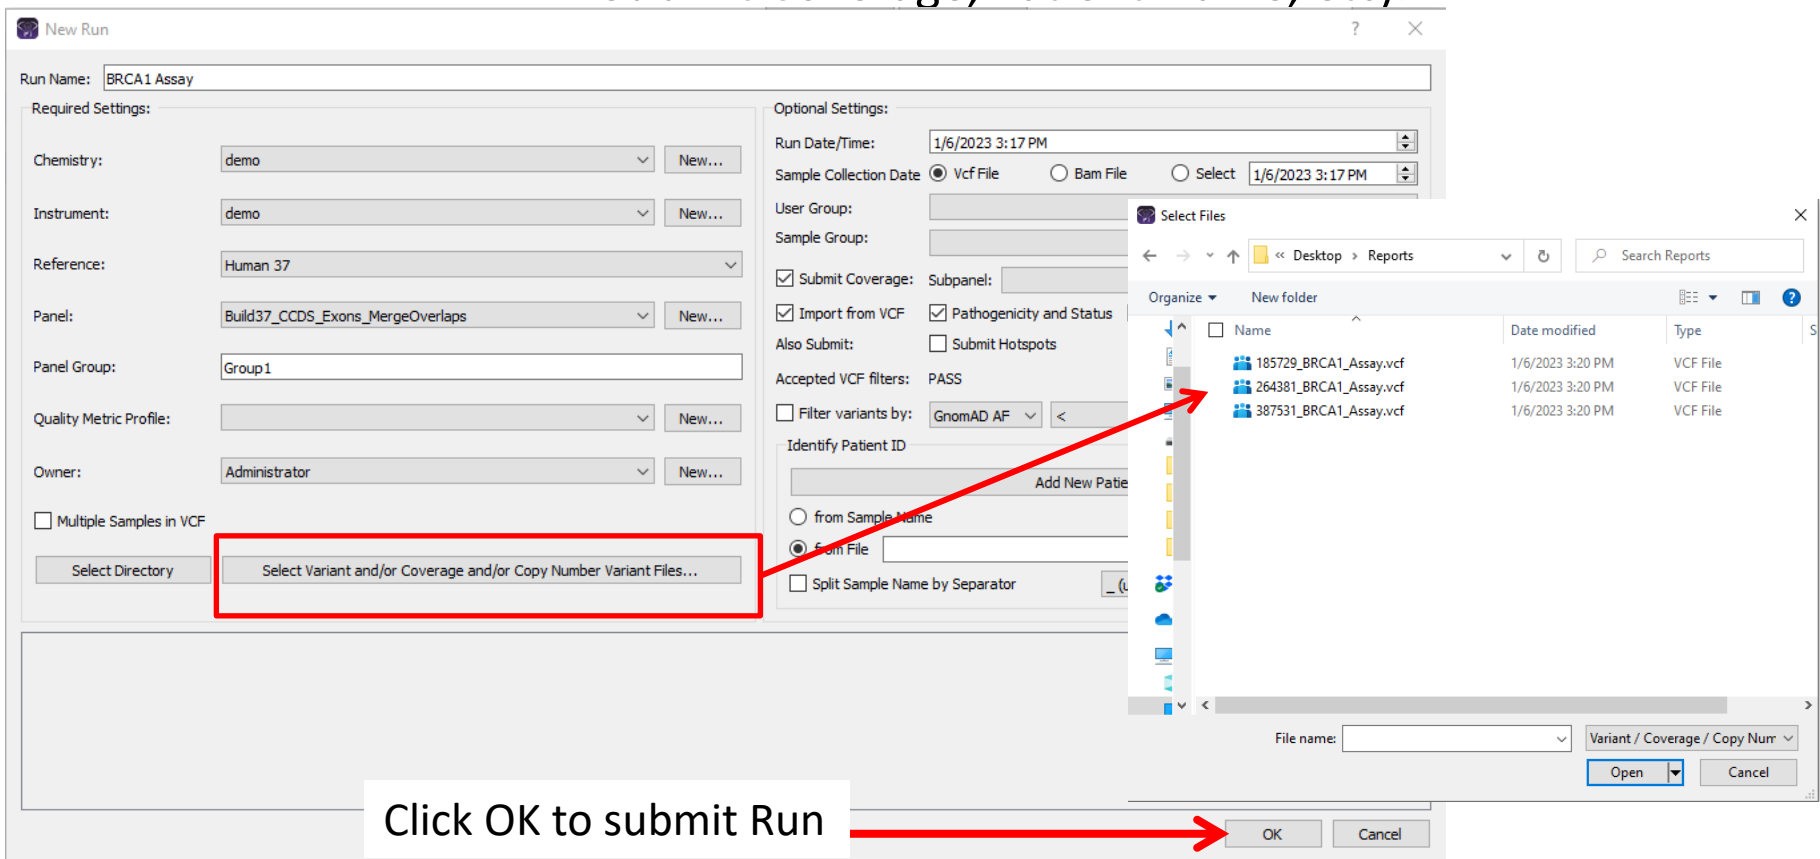 New Run
Run Name: BRCA1 Assay
Required Settings:
Chemistry: demo New...
Instrument: demo New...
Reference: Human 37
Panel: Build37_CCDS_Exons_MergeOverlaps New...
Panel Group: Group1
Quality Metric Profile: New...
Owner: Administrator New...
Multiple Samples in VCF
Select Directory Select Variant and/or Coverage and/or Copy Number Variant Files...
Optional Settings:
Run Date/Time: 1/6/2023 3:17 PM
Sample Collection Date Vcf File Bam File Select 1/6/2023 3:17 PM
User Group:
Sample Group:
Submit Coverage: Subpanel:
Import from VCF Pathogenicity and Status
Also Submit: Submit Hotspots
Accepted VCF filters: PASS
Filter variants by: GnomAD AF <
Identify Patient ID
Add New Patie
from Sample Name
from File
Split Sample Name by Separator _ (u
Select Files
« Desktop > Reports Search Reports
Organize New folder
Name Date modified Type S
185729_BRCA1_Assay.vcf 1/6/2023 3:20 PM VCF File
264381_BRCA1_Assay.vcf 1/6/2023 3:20 PM VCF File
387531_BRCA1_Assay.vcf 1/6/2023 3:20 PM VCF File
File name: Variant / Coverage / Copy Num
Open Cancel
Click OK to submit Run
OK Cancel